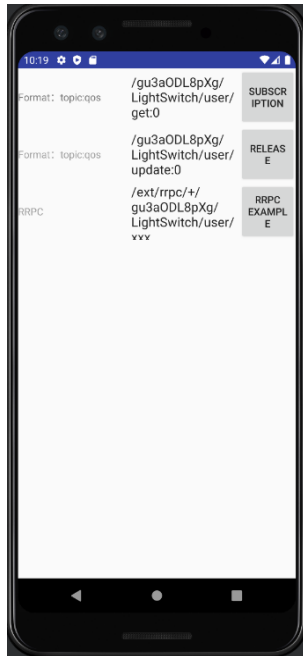 10:19
Format：topic:qos
/gu3aODL8pXg/
LightSwitch/user/
get:0
SUBSCR
IPTION
Format：topic:qos
/gu3aODL8pXg/
LightSwitch/user/
update:0
RELEAS
E
RRPC
/ext/rrpc/+/
gu3aODL8pXg/
LightSwitch/user/
xxx
RRPC
EXAMPL
E